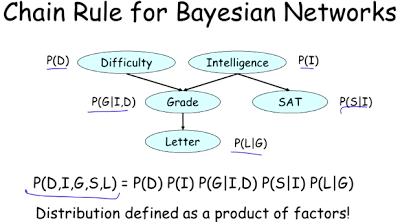 Chain Rule for Bayesian Networks
P(D) Difficulty Intelligence P(I)
P(G|I,D) Grade SAT P(S|I)
Letter P(L|G)
P(D,I,G,S,L) = P(D) P(I) P(G|I,D) P(S|I) P(L|G)
Distribution defined as a product of factors!